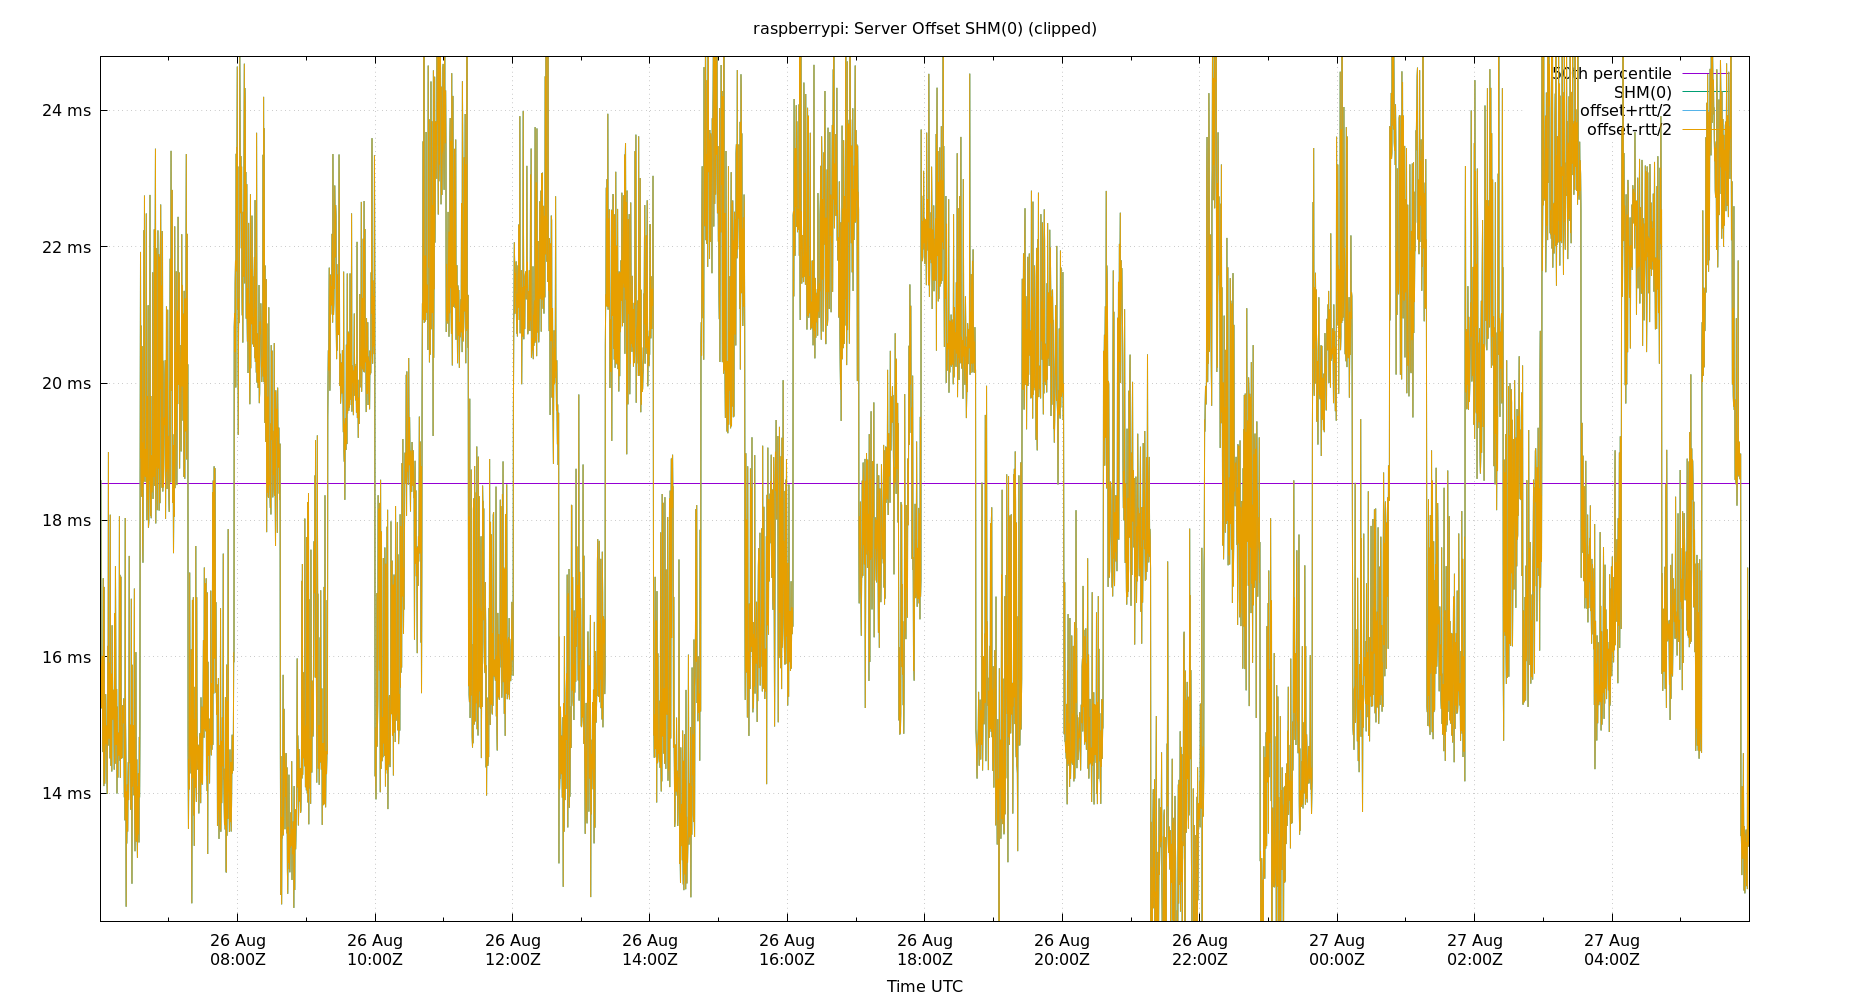 raspberrypi: Server Offset SHM(0) (clipped)
50th percentile
SHM(0)
offset+rtt/2
offset-rtt/2
24 ms
22 ms
20 ms
18 ms
16 ms
14 ms
26 Aug 26 Aug 26 Aug 26 Aug 26 Aug 26 Aug 26 Aug 26 Aug 27 Aug 27 Aug 27 Aug
08:00Z 10:00Z 12:00Z 14:00Z 16:00Z 18:00Z 20:00Z 22:00Z 00:00Z 02:00Z 04:00Z
Time UTC